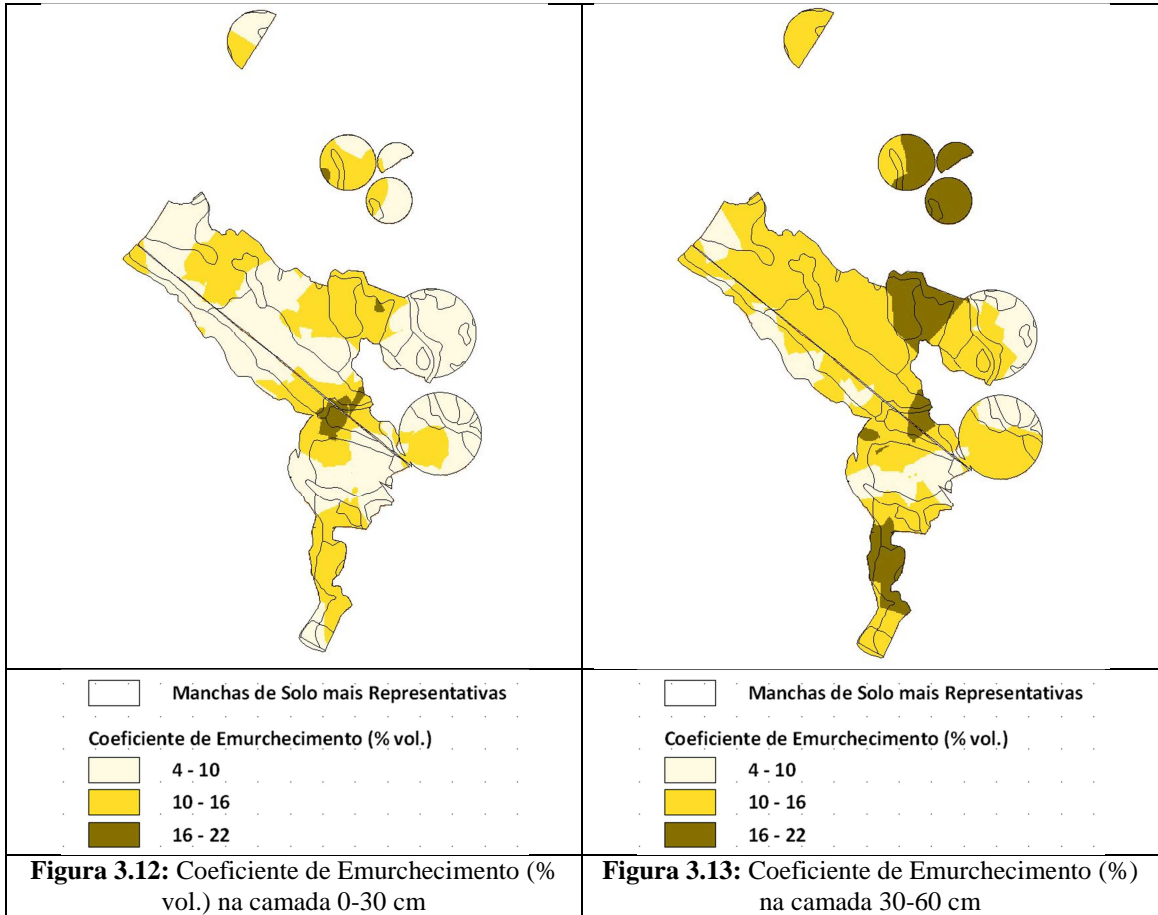 Manchas de Solo mais Representativas
Coeficiente de Emurchecimento (% vol.)
4 - 10
10 - 16
16 - 22
Manchas de Solo mais Representativas
Coeficiente de Emurchecimento (% vol.)
4 - 10
10 - 16
16 - 22
Figura 3.12: Coeficiente de Emurchecimento (%
vol.) na camada 0-30 cm
Figura 3.13: Coeficiente de Emurchecimento (%)
na camada 30-60 cm